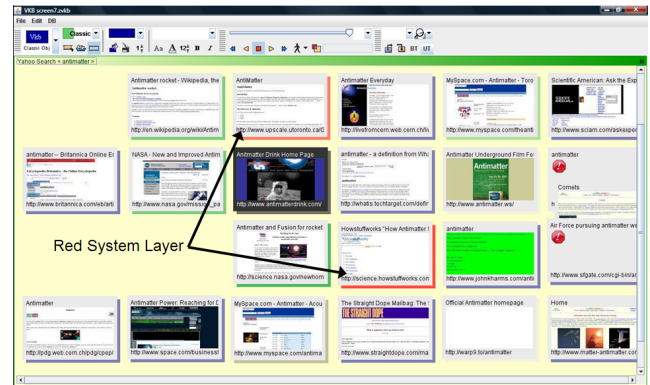 VKB screen7.zvkb
File Edit DB
Vkb
Classic
Classic Obj
Aa A 12½ B I
BT UT
Yahoo Search < antimatter >
Antimatter rocket - Wikipedia, the
http://en.wikipedia.org/wiki/Antim
AntiMatter
http://www.upscale.utoronto.ca/G
Antimatter Everyday
http://livefromcern.web.cern.ch/liv
MySpace.com - Antimatter - Toro
http://www.myspace.com/theanti
Scientific American: Ask the Exp
http://www.sciam.com/askexper
antimatter -- Britannica Online E
http://www.britannica.com/eb/arti
NASA - New and Improved Antim
http://www.nasa.gov/mission_pa
Antimatter Drink Home Page
http://www.antimatterdrink.com/
antimatter - a definition from Wh
http://whatis.techtarget.com/defir
Antimatter Underground Film Fe
Antimatter
http://www.antimatter.ws/
antimatter
Comets
h
Red System Layer
Antimatter and Fusion for rocket
http://science.nasa.gov/newhom
Howstuffworks "How Antimatter
http://science.howstuffworks.com
antimatter
http://www.johnkharms.com/anti
Air Force pursuing antimatter we
http://www.sfgate.com/cgi-bin/ar
Antimatter
http://pdg.web.cern.ch/pdg/cpep/
Antimatter Power: Reaching for D
http://www.space.com/businesst
MySpace.com - Antimatter - Acou
http://www.myspace.com/antima
The Straight Dope Mailbag: The
THE STRAIGHT DOPE
http://www.straightdope.com/ma
Official Antimatter homepage
http://warp9.to/antimatter
Home
http://www.matter-antimatter.cor